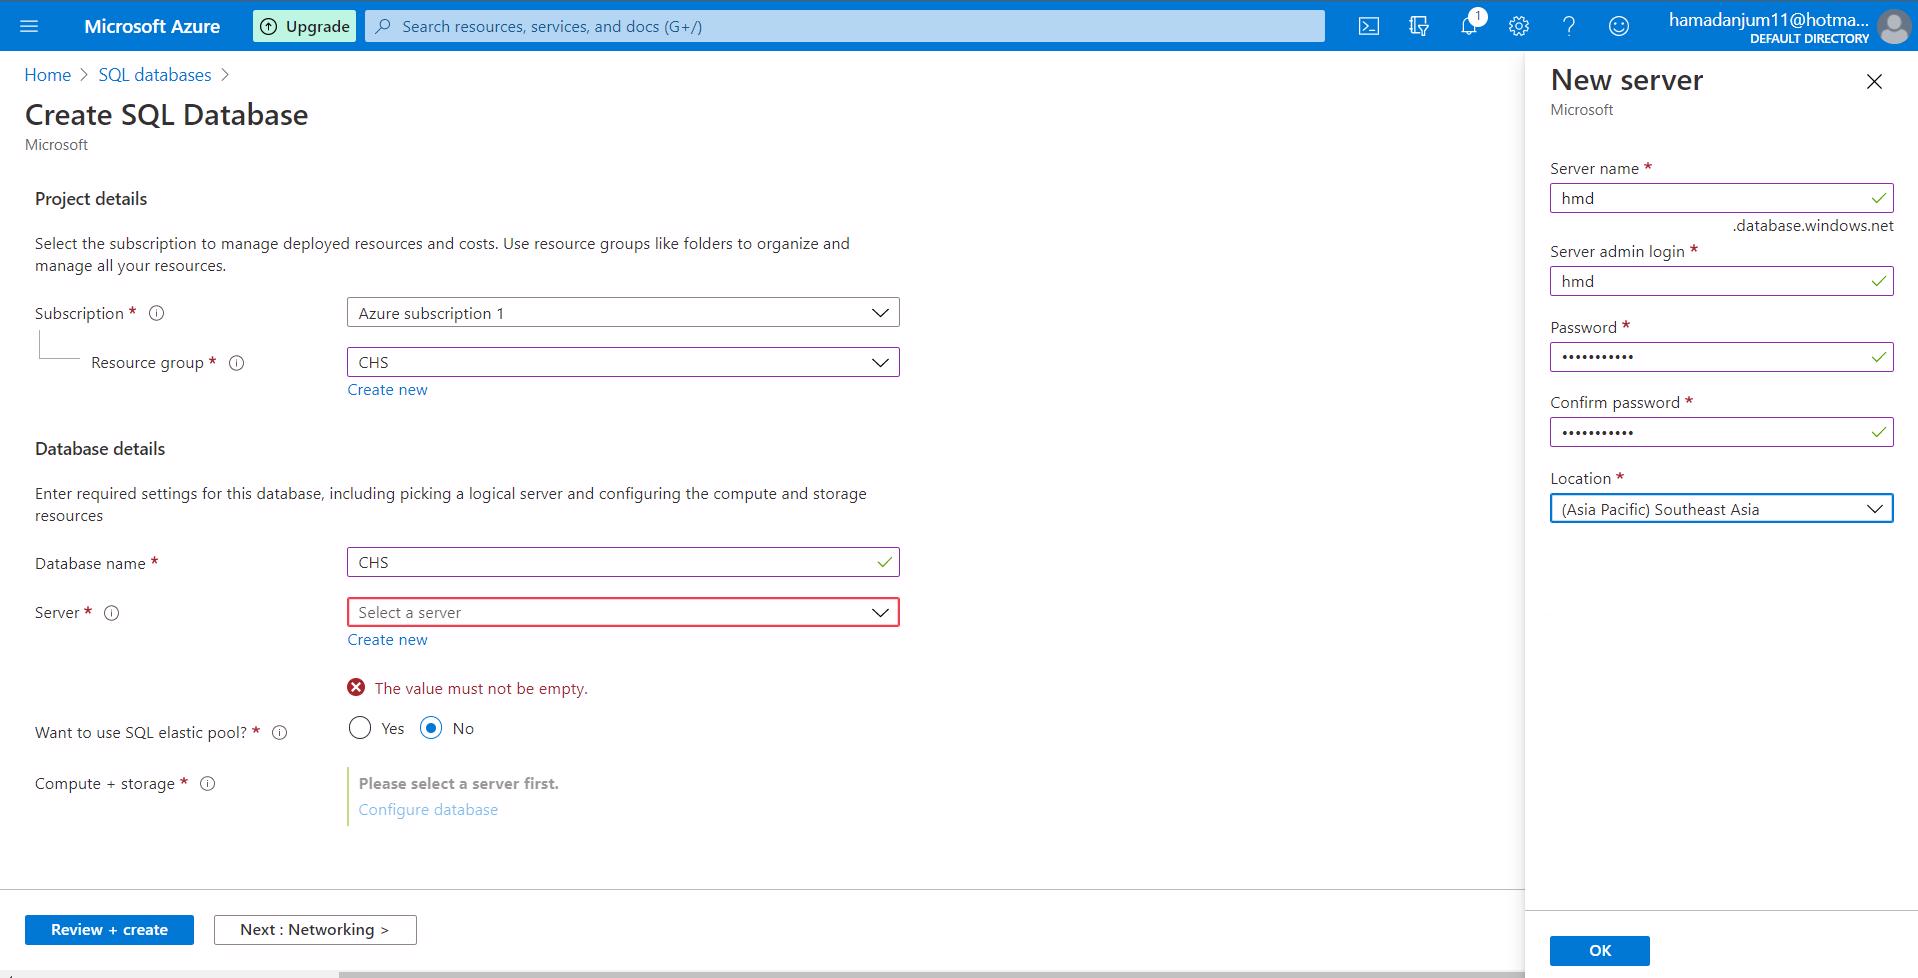 Microsoft Azure
Upgrade
Search resources, services, and docs (G+/)
1
hamadanjum11@hotma...
DEFAULT DIRECTORY
Home > SQL databases >
Create SQL Database
Microsoft
Project details
Select the subscription to manage deployed resources and costs. Use resource groups like folders to organize and
manage all your resources.
Subscription *
Azure subscription 1
Resource group *
CHS
Create new
Database details
Enter required settings for this database, including picking a logical server and configuring the compute and storage
resources
Database name *
CHS
Server *
Select a server
Create new
The value must not be empty.
Want to use SQL elastic pool? *
Yes
No
Compute + storage *
Please select a server first.
Configure database
Review + create
Next : Networking >
New server
Microsoft
Server name *
hmd
.database.windows.net
Server admin login *
hmd
Password *
•••••••••••
Confirm password *
•••••••••••
Location *
(Asia Pacific) Southeast Asia
OK